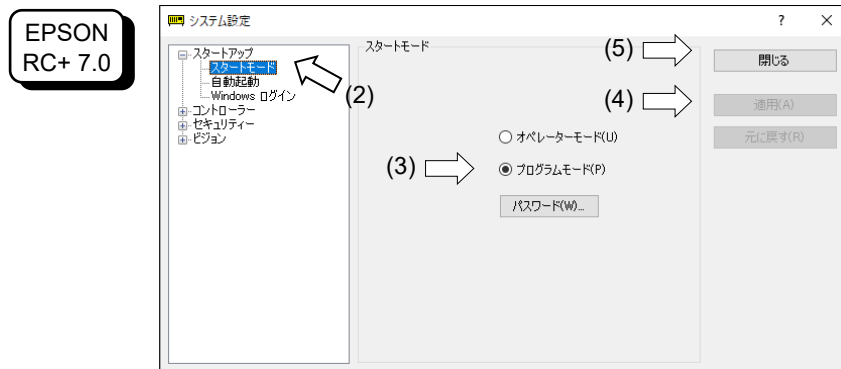 EPSON
RC+ 7.0
システム設定
スタートアップ
スタートモード
自動起動
Windows ログイン
コントローラー
セキュリティー
ビジョン
(2)
スタートモード
オペレーターモード(U)
(3)
プログラムモード(P)
パスワード(W)...
(5)
閉じる
(4)
適用(A)
元に戻す(R)